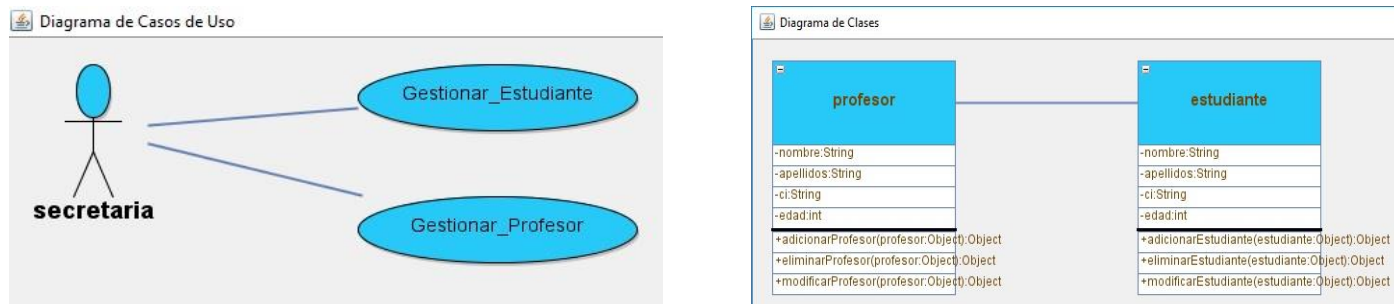 Diagrama de Casos de Uso
Gestionar_Estudiante
secretaria
Gestionar_Profesor
Diagrama de Clases
profesor
-nombre:String
-apellidos:String
-ci:String
-edad:int
+adicionarProfesor(profesor:Object):Object
+eliminarProfesor(profesor:Object):Object
+modificarProfesor(profesor:Object):Object
estudiante
-nombre:String
-apellidos:String
-ci:String
-edad:int
+adicionarEstudiante(estudiante:Object):Object
+eliminarEstudiante(estudiante:Object):Object
+modificarEstudiante(estudiante:Object):Object